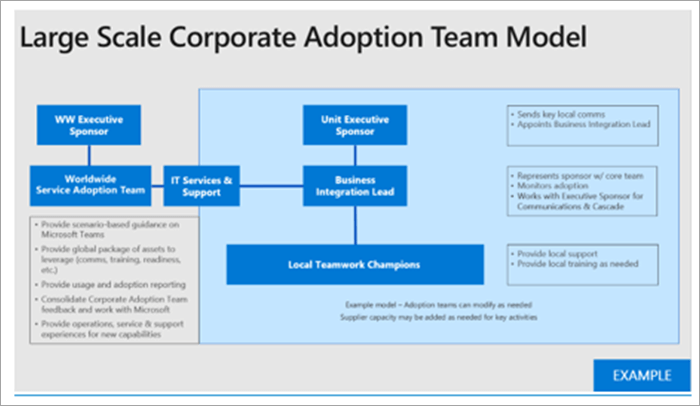 Large Scale Corporate Adoption Team Model
WW Executive
Sponsor
Unit Executive
Sponsor
• Sends key local comms
• Appoints Business Integration Lead
Worldwide
Service Adoption Team
IT Services &
Support
Business
Integration Lead
• Represents sponsor w/ core team
• Monitors adoption
• Works with Executive Sponsor for
Communications & Cascade
• Provide scenario-based guidance on
Microsoft Teams
• Provide global package of assets to
leverage (comms, training, readiness,
etc.)
• Provide usage and adoption reporting
• Consolidate Corporate Adoption Team
feedback and work with Microsoft
• Provide operations, service & support
experiences for new capabilities
Local Teamwork Champions
• Provide local support
• Provide local training as needed
Example model – Adoption teams can modify as needed
Supplier capacity may be added as needed for key activities
EXAMPLE